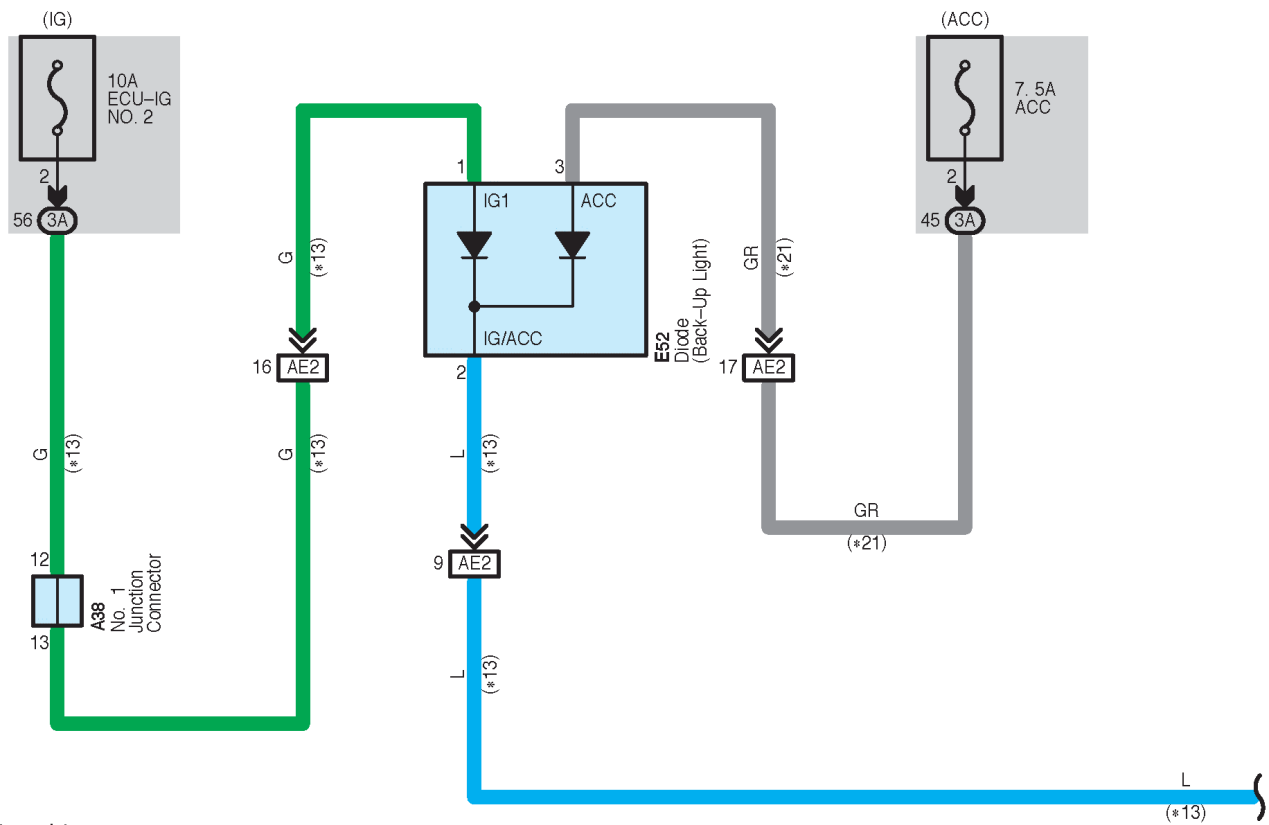 (IG)
10A
ECU–IG
NO. 2
2
56
3A
(ACC)
7. 5A
ACC
2
45
3A
1
3
IG1
ACC
IG/ACC
2
E52
Diode
(Back–Up Light)
G
(*13)
16
AE2
G
(*13)
GR
(*21)
17
AE2
GR
(*21)
G
(*13)
12
13
A38
No. 1
Junction
Connector
L
(*13)
9
AE2
L
(*13)
L
(*13)